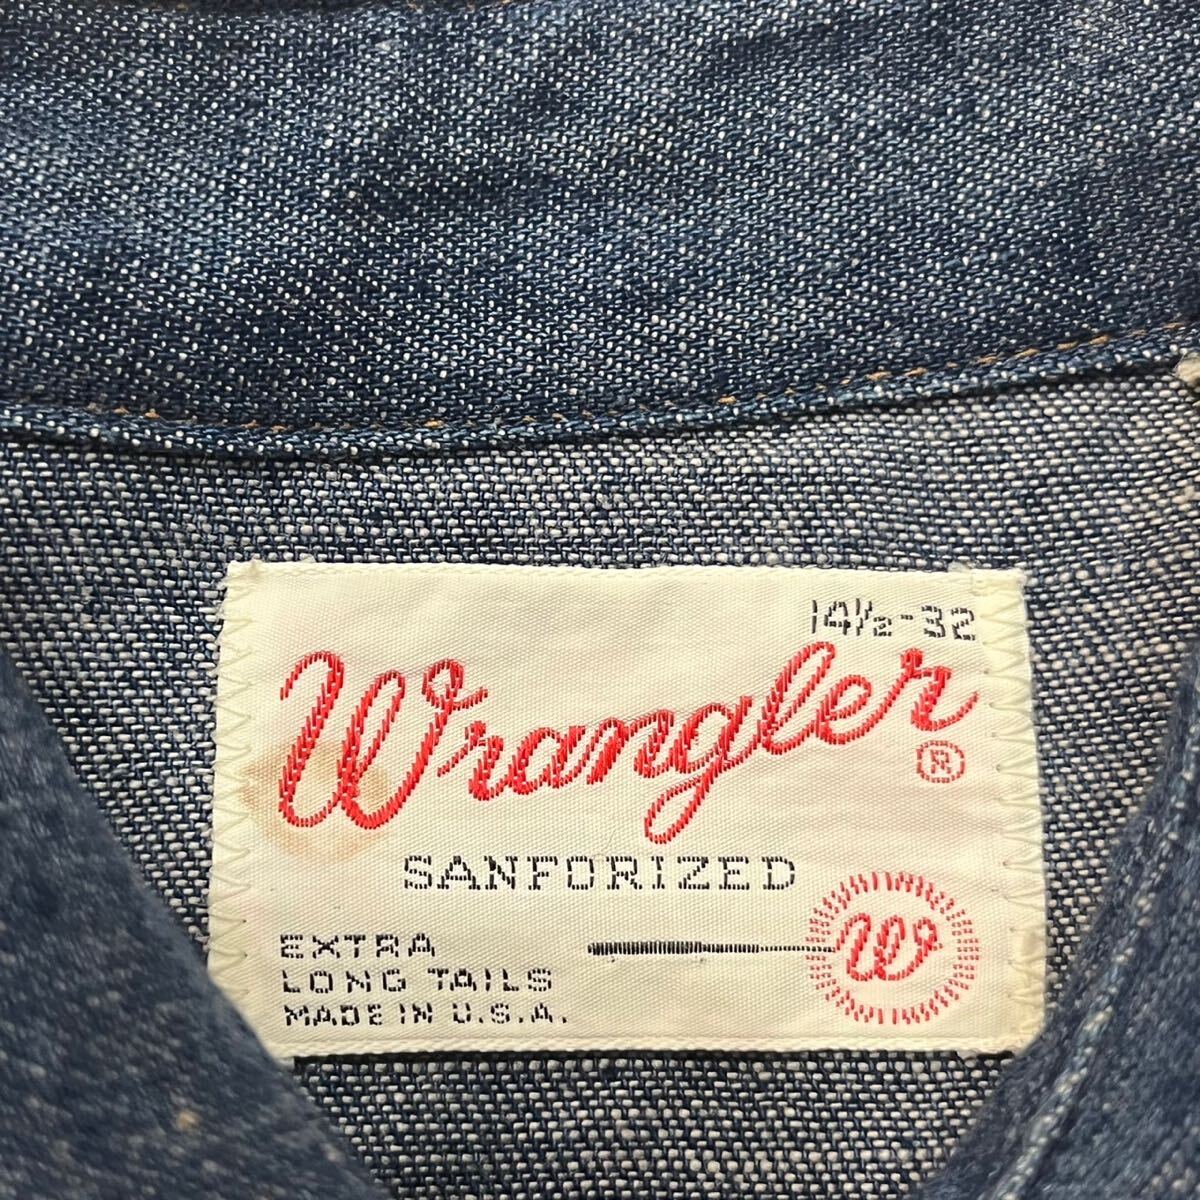 14½-32
Wrangler®
SANFORIZED
EXTRA
LONG TAILS
MADE IN U.S.A.
W